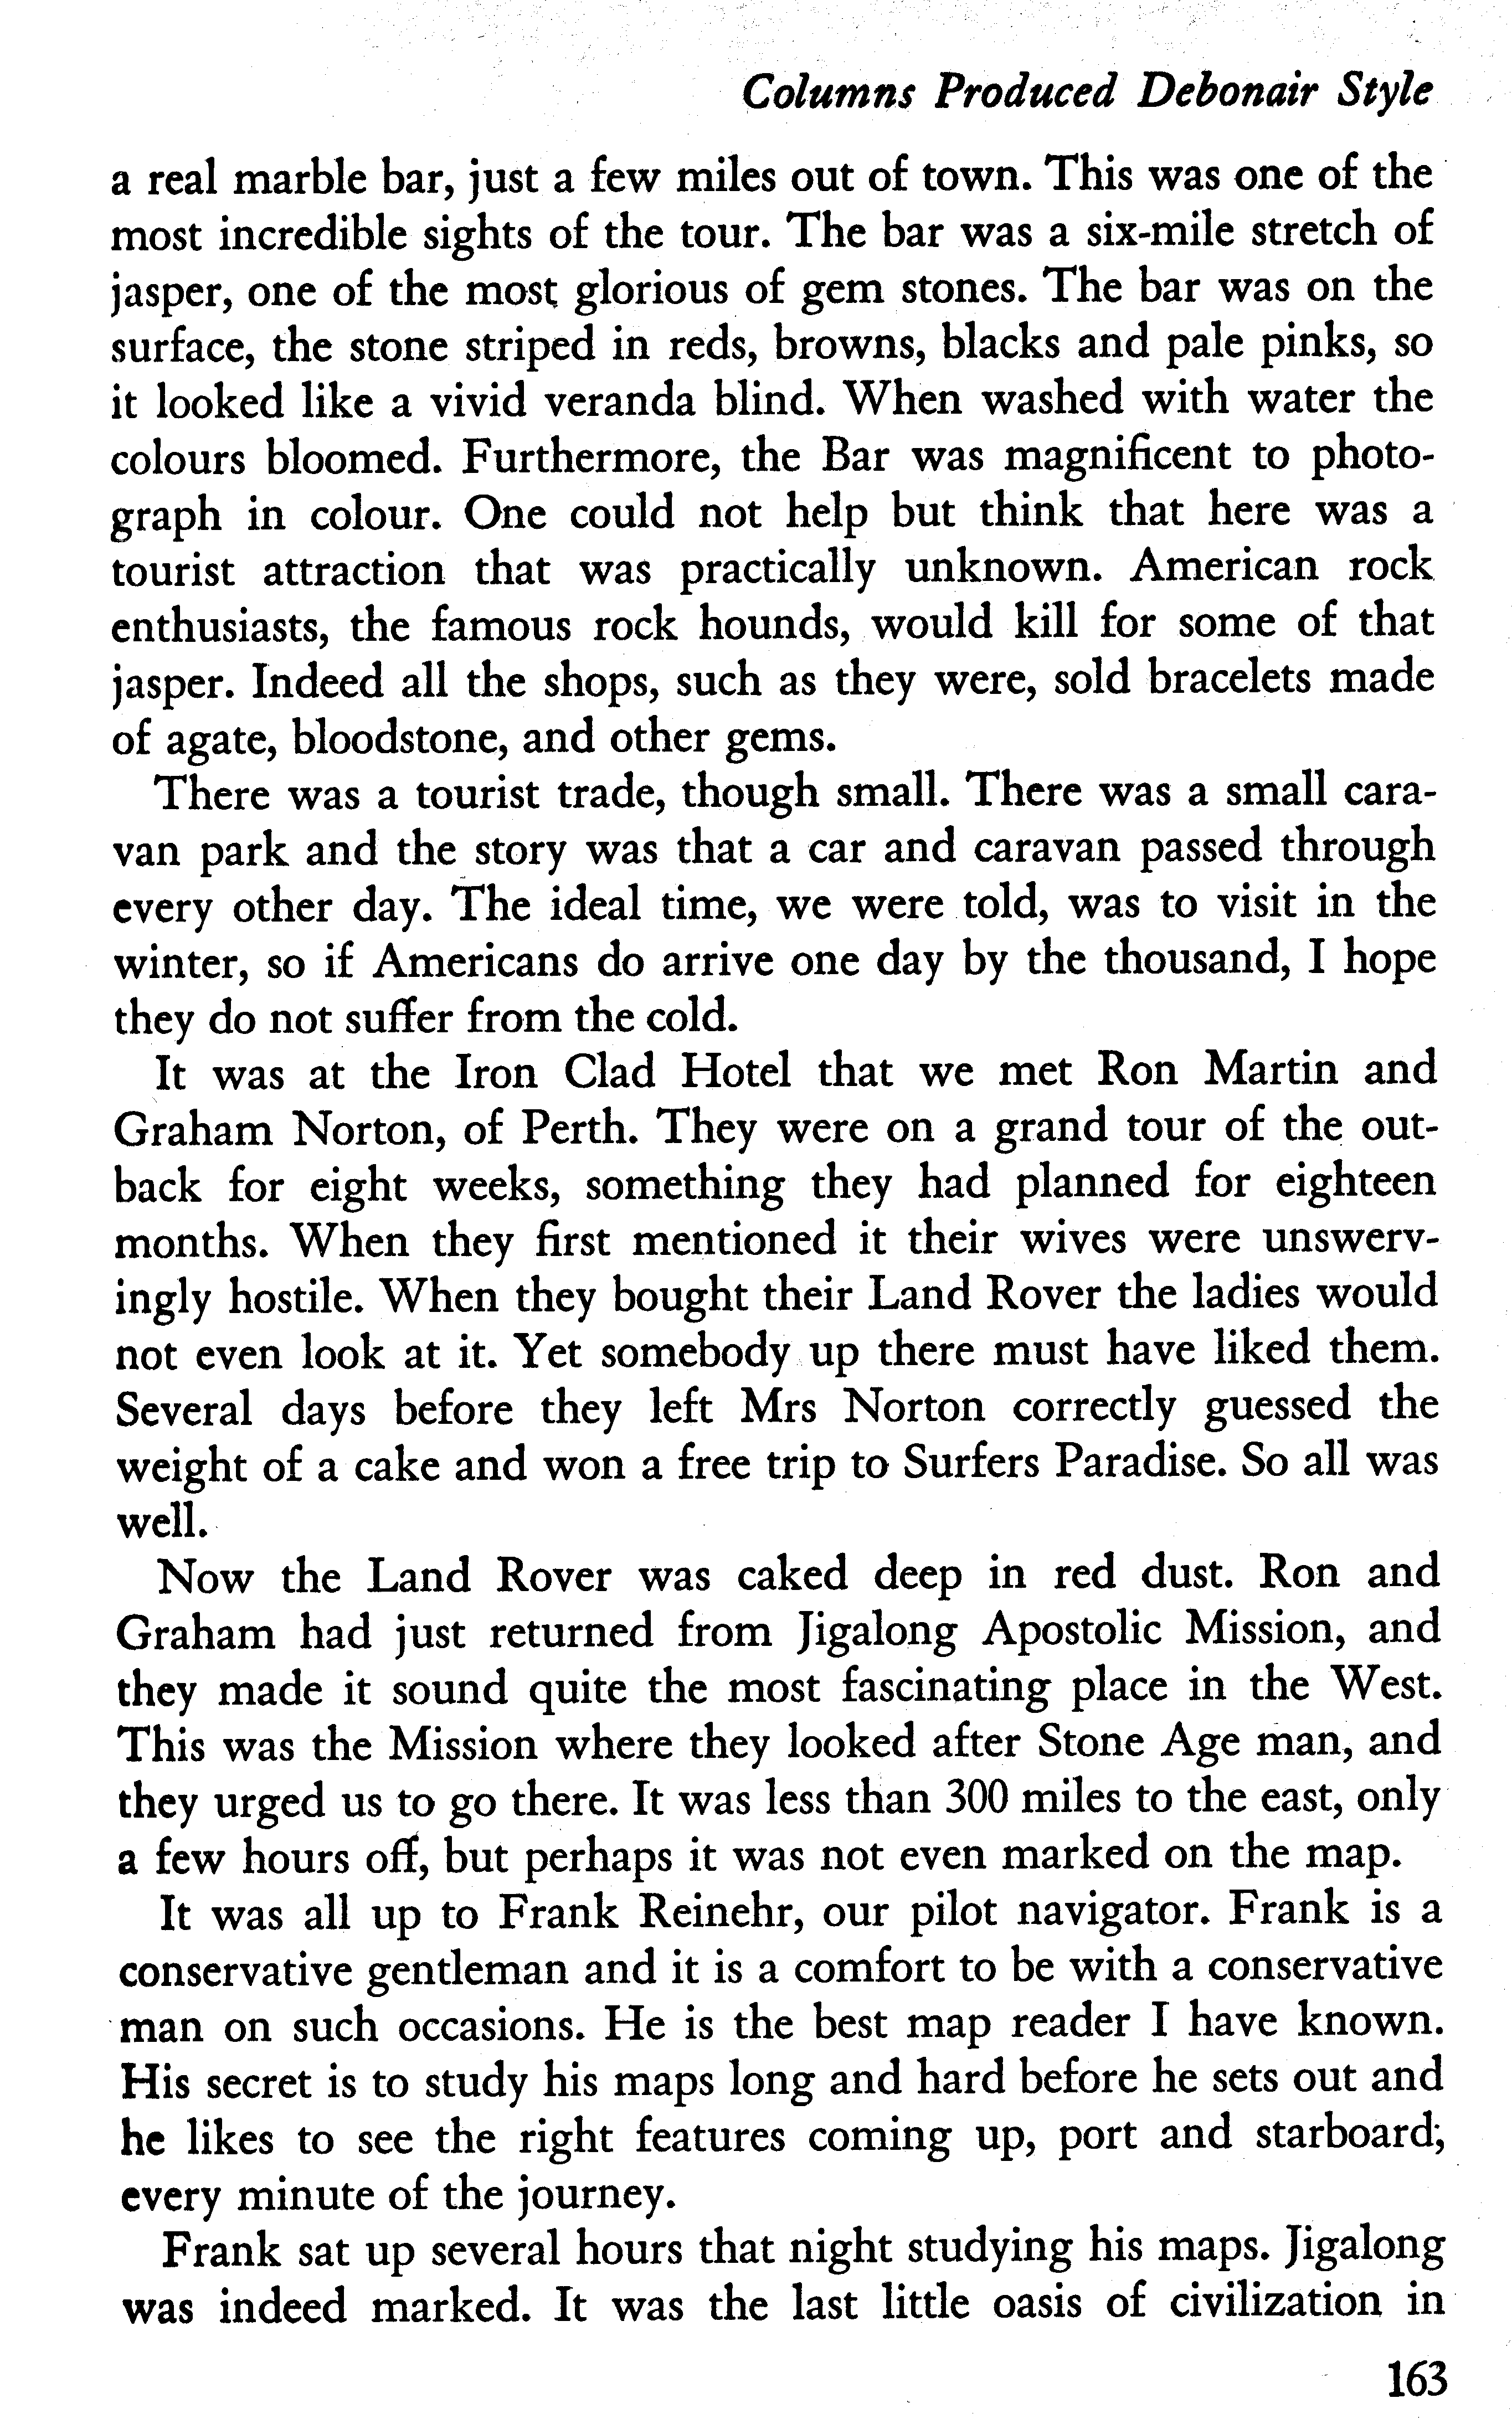 Columns Produced Debonair Style
a real marble bar, just a few miles out of town. This was one of the
most incredible sights of the tour. The bar was a six-mile stretch of
jasper, one of the most glorious of gem stones. The bar was on the
surface, the stone striped in reds, browns, blacks and pale pinks, so
it looked like a vivid veranda blind. When washed with water the
colours bloomed. Furthermore, the Bar was magnificent to photo-
graph in colour. One could not help but think that here was a
tourist attraction that was practically unknown. American rock
enthusiasts, the famous rock hounds, would kill for some of that
jasper. Indeed all the shops, such as they were, sold bracelets made
of agate, bloodstone, and other gems.
There was a tourist trade, though small. There was a small cara-
van park and the story was that a car and caravan passed through
every other day. The ideal time, we were told, was to visit in the
winter, so if Americans do arrive one day by the thousand, I hope
they do not suffer from the cold.
It was at the Iron Clad Hotel that we met Ron Martin and
Graham Norton, of Perth. They were on a grand tour of the out-
back for eight weeks, something they had planned for eighteen
months. When they first mentioned it their wives were unswerv-
ingly hostile. When they bought their Land Rover the ladies would
not even look at it. Yet somebody up there must have liked them.
Several days before they left Mrs Norton correctly guessed the
weight of a cake and won a free trip to Surfers Paradise. So all was
well.
Now the Land Rover was caked deep in red dust. Ron and
Graham had just returned from Jigalong Apostolic Mission, and
they made it sound quite the most fascinating place in the West.
This was the Mission where they looked after Stone Age man, and
they urged us to go there. It was less than 300 miles to the east, only
a few hours off, but perhaps it was not even marked on the map.
It was all up to Frank Reinehr, our pilot navigator. Frank is a
conservative gentleman and it is a comfort to be with a conservative
man on such occasions. He is the best map reader I have known.
His secret is to study his maps long and hard before he sets out and
he likes to see the right features coming up, port and starboard,
every minute of the journey.
Frank sat up several hours that night studying his maps. Jigalong
was indeed marked. It was the last little oasis of civilization in
163